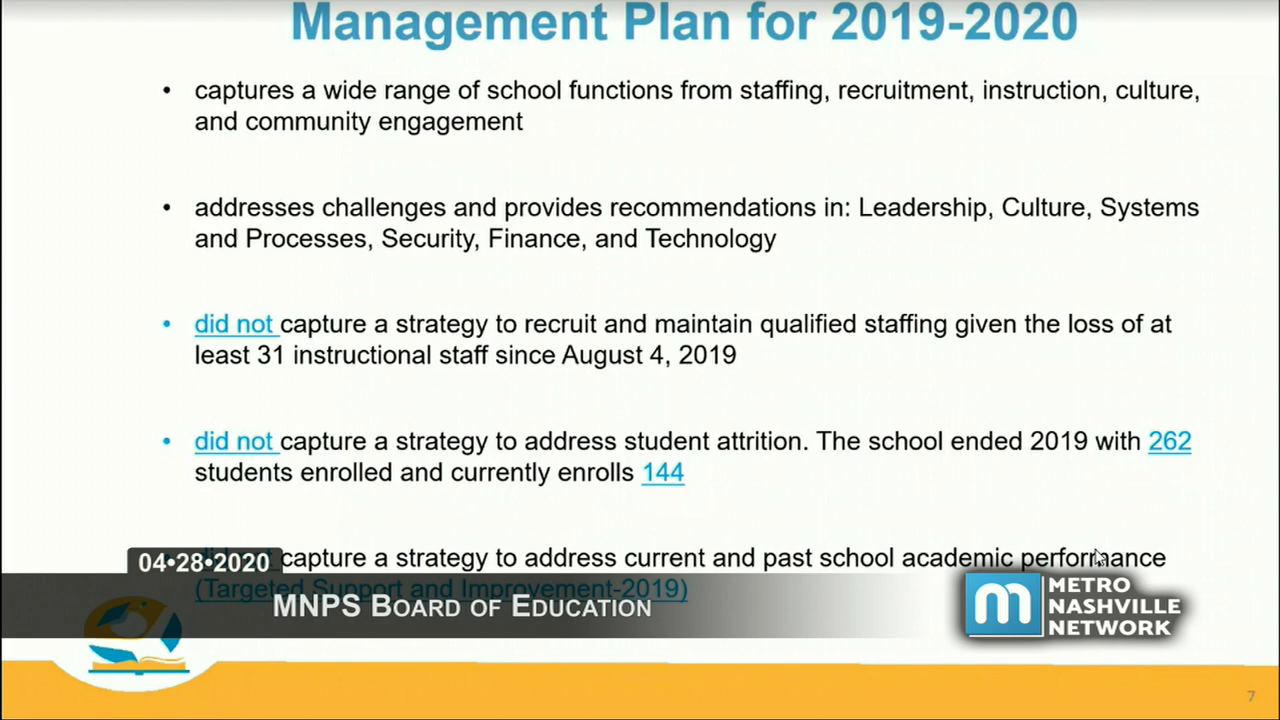 Management Plan for 2019-2020
• captures a wide range of school functions from staffing, recruitment, instruction, culture,
and community engagement
• addresses challenges and provides recommendations in: Leadership, Culture, Systems
and Processes, Security, Finance, and Technology
• did not capture a strategy to recruit and maintain qualified staffing given the loss of at
least 31 instructional staff since August 4, 2019
• did not capture a strategy to address student attrition. The school ended 2019 with 262
students enrolled and currently enrolls 144
capture a strategy to address current and past school academic performance
(Targeted Support and Improvement-2019)
04•28•2020
MNPS BOARD OF EDUCATION
m METRO
NASHVILLE
NETWORK
7